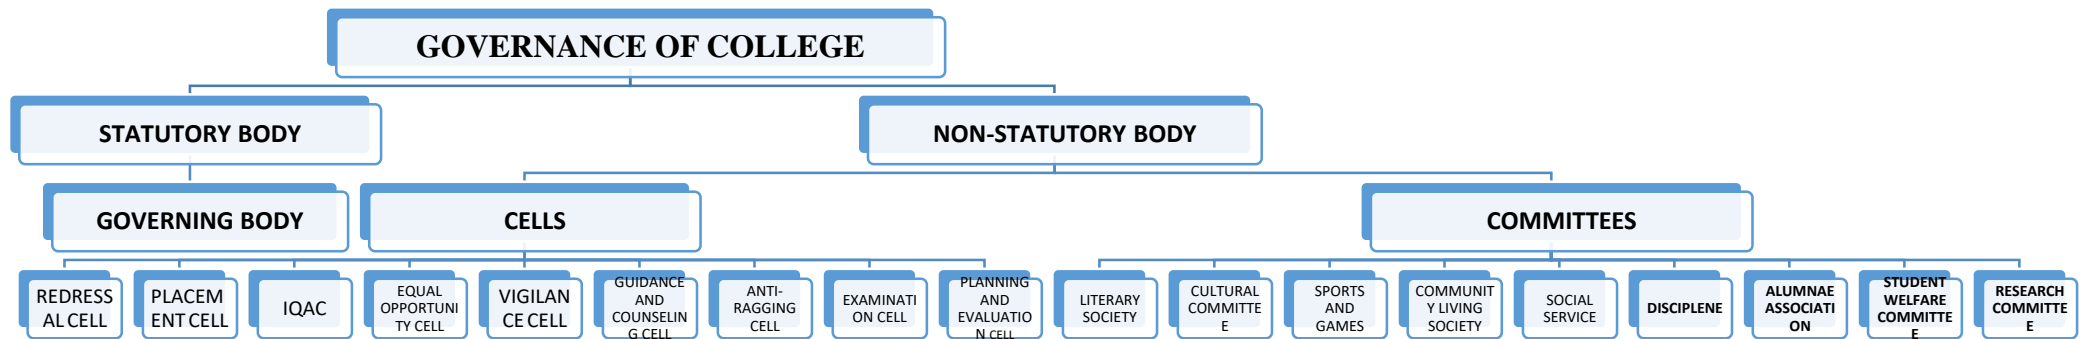 GOVERNANCE OF COLLEGE
STATUTORY BODY
NON-STATUTORY BODY
GOVERNING BODY
CELLS
COMMITTEES
REDRESS
AL CELL
PLACEM
ENT CELL
IQAC
EQUAL
OPPORTUNI
TY CELL
VIGILAN
CE CELL
GUIDANCE
AND
COUNSELIN
G CELL
ANTI-
RAGGING
CELL
EXAMINATI
ON CELL
PLANNING
AND
EVALUATIO
N CELL
LITERARY
SOCIETY
CULTURAL
COMMITTE
E
SPORTS
AND
GAMES
COMMUNIT
Y LIVING
SOCIETY
SOCIAL
SERVICE
DISCIPLENE
ALUMNAE
ASSOCIATI
ON
STUDENT
WELFARE
COMMITTE
E
RESEARCH
COMMITTE
E